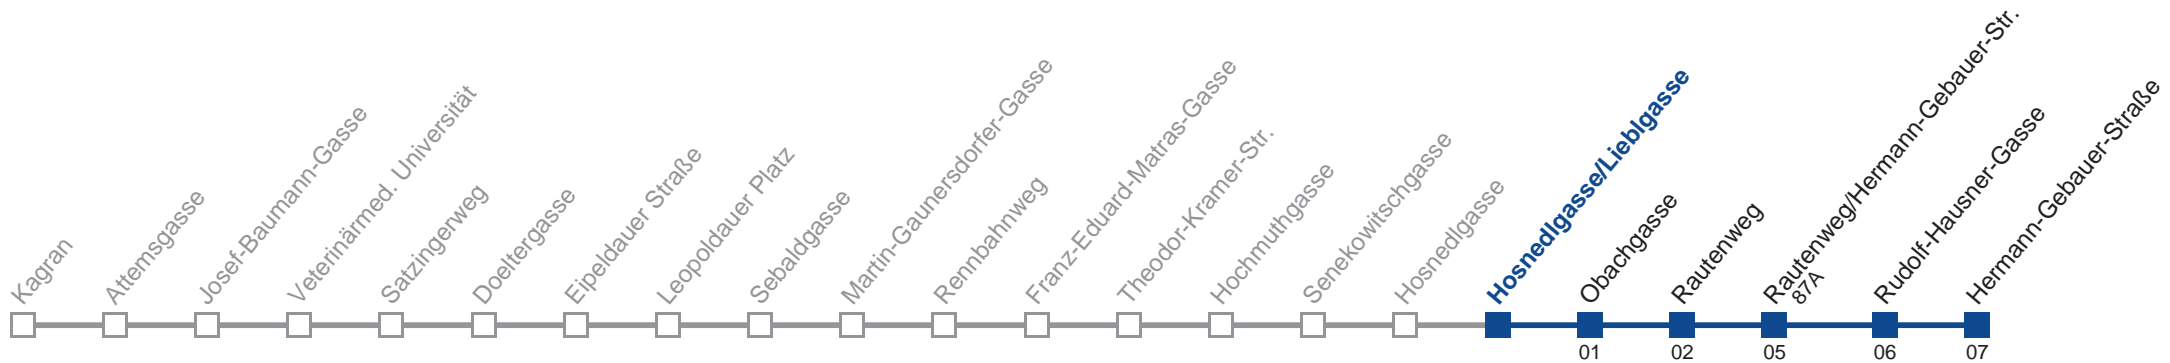 Kagran
Attemsgasse
Josef-Baumann-Gasse
Veterinärmed. Universität
Satzingerweg
Doeltergasse
Eipeldauer Straße
Leopoldauer Platz
Sebaldgasse
Martin-Gaunersdorfer-Gasse
Rennbahnweg
Franz-Eduard-Matras-Gasse
Theodor-Kramer-Str.
Hochmuthgasse
Senekowitschgasse
Hosnedlgasse
Hosnedlgasse/Lieblgasse
Obachgasse
Rautenweg
Rautenweg/Hermann-Gebauer-Str.
87A
Rudolf-Hausner-Gasse
Hermann-Gebauer-Straße
01 02 05 06 07